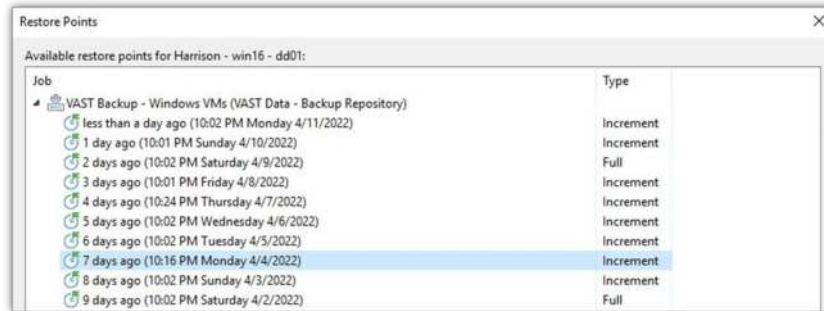 Restore Points
Available restore points for Harrison - win16 - dd01:
Job Type
VAST Backup - Windows VMs (VAST Data - Backup Repository)
less than a day ago (10:02 PM Monday 4/11/2022) Increment
1 day ago (10:01 PM Sunday 4/10/2022) Increment
2 days ago (10:02 PM Saturday 4/9/2022) Full
3 days ago (10:01 PM Friday 4/8/2022) Increment
4 days ago (10:24 PM Thursday 4/7/2022) Increment
5 days ago (10:02 PM Wednesday 4/6/2022) Increment
6 days ago (10:02 PM Tuesday 4/5/2022) Increment
7 days ago (10:16 PM Monday 4/4/2022) Increment
8 days ago (10:02 PM Sunday 4/3/2022) Increment
9 days ago (10:02 PM Saturday 4/2/2022) Full